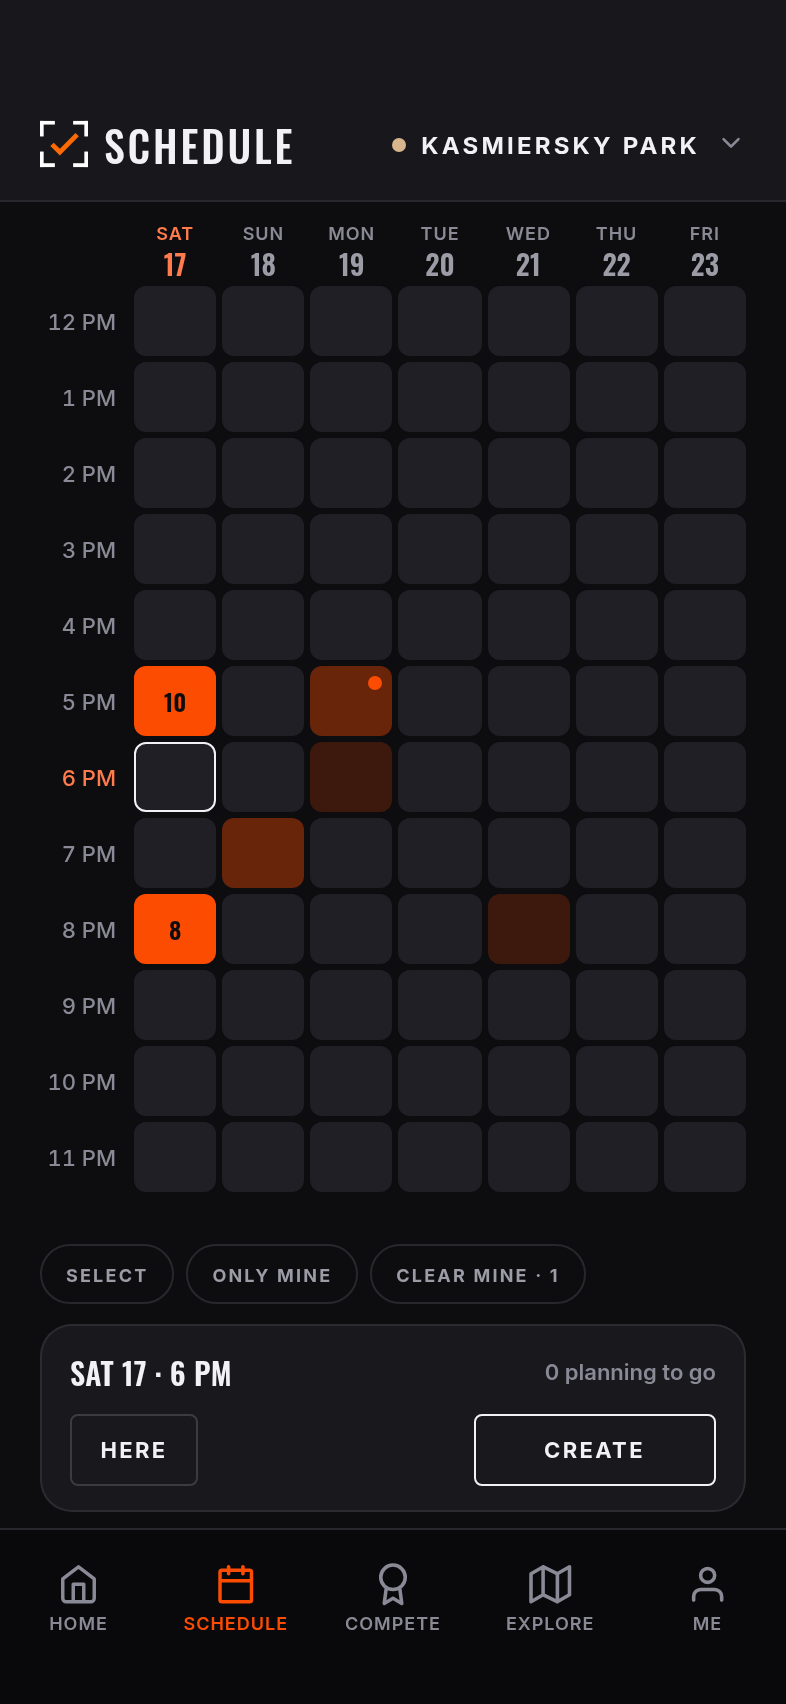 SCHEDULE
KASMIERSKY PARK
SAT SUN MON TUE WED THU FRI
17 18 19 20 21 22 23
12 PM
1 PM
2 PM
3 PM
4 PM
5 PM 10
6 PM
7 PM
8 PM 8
9 PM
10 PM
11 PM
SELECT ONLY MINE CLEAR MINE · 1
SAT 17 · 6 PM 0 planning to go
HERE CREATE
HOME SCHEDULE COMPETE EXPLORE ME